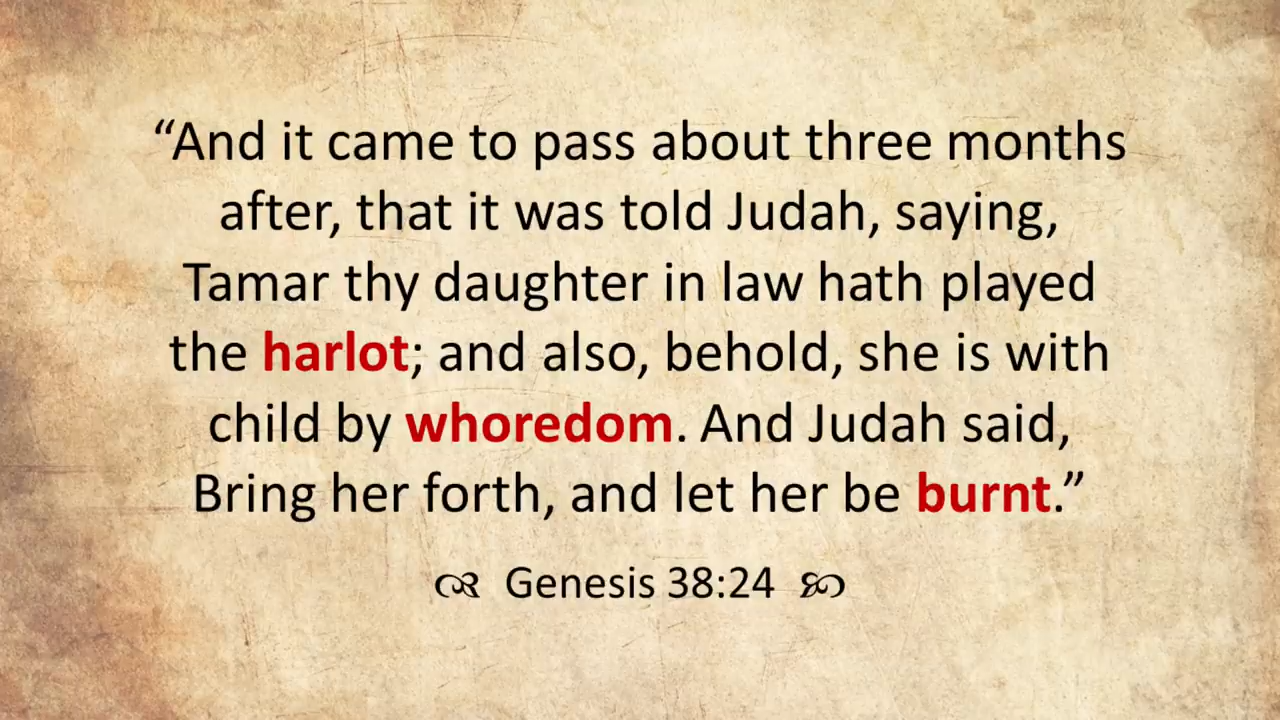 “And it came to pass about three months
after, that it was told Judah, saying,
Tamar thy daughter in law hath played
the harlot; and also, behold, she is with
child by whoredom. And Judah said,
Bring her forth, and let her be burnt.”
Genesis 38:24